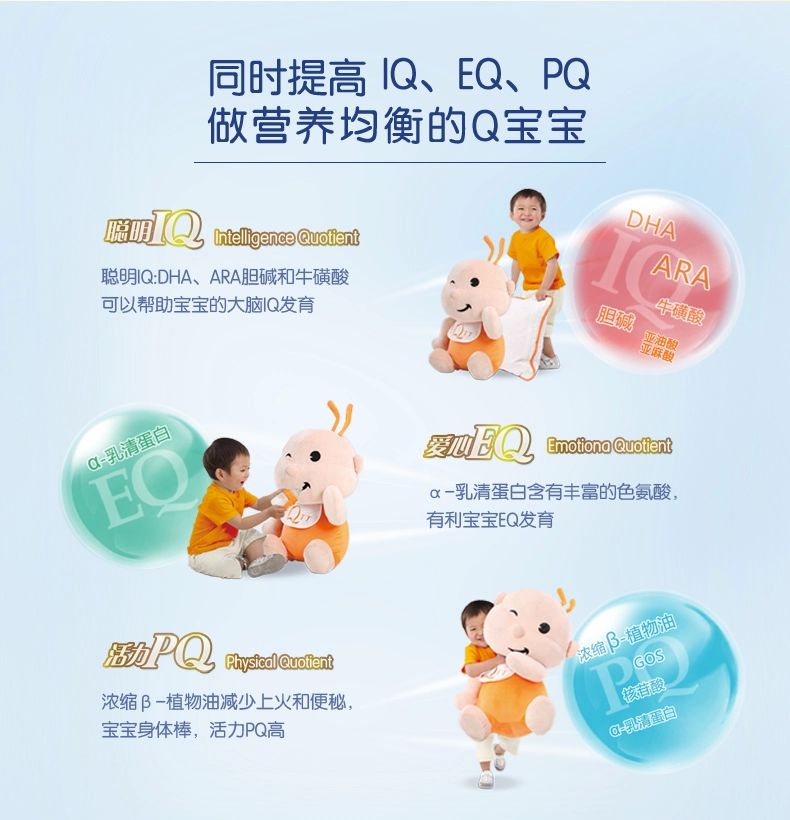 同时提高 IQ、EQ、PQ
做营养均衡的Q宝宝
聪明IQ Intelligence Quotient
聪明IQ:DHA、ARA胆碱和牛磺酸
可以帮助宝宝的大脑IQ发育
IQ
DHA
ARA
牛磺酸
胆碱
亚油酸
亚麻酸
α-乳清蛋白
EQ
爱心EQ Emotiona Quotient
α-乳清蛋白含有丰富的色氨酸，
有利宝宝EQ发育
活力PQ Physical Quotient
浓缩β-植物油减少上火和便秘，
宝宝身体棒，活力PQ高
PQ
浓缩β-植物油
GOS
核苷酸
α-乳清蛋白